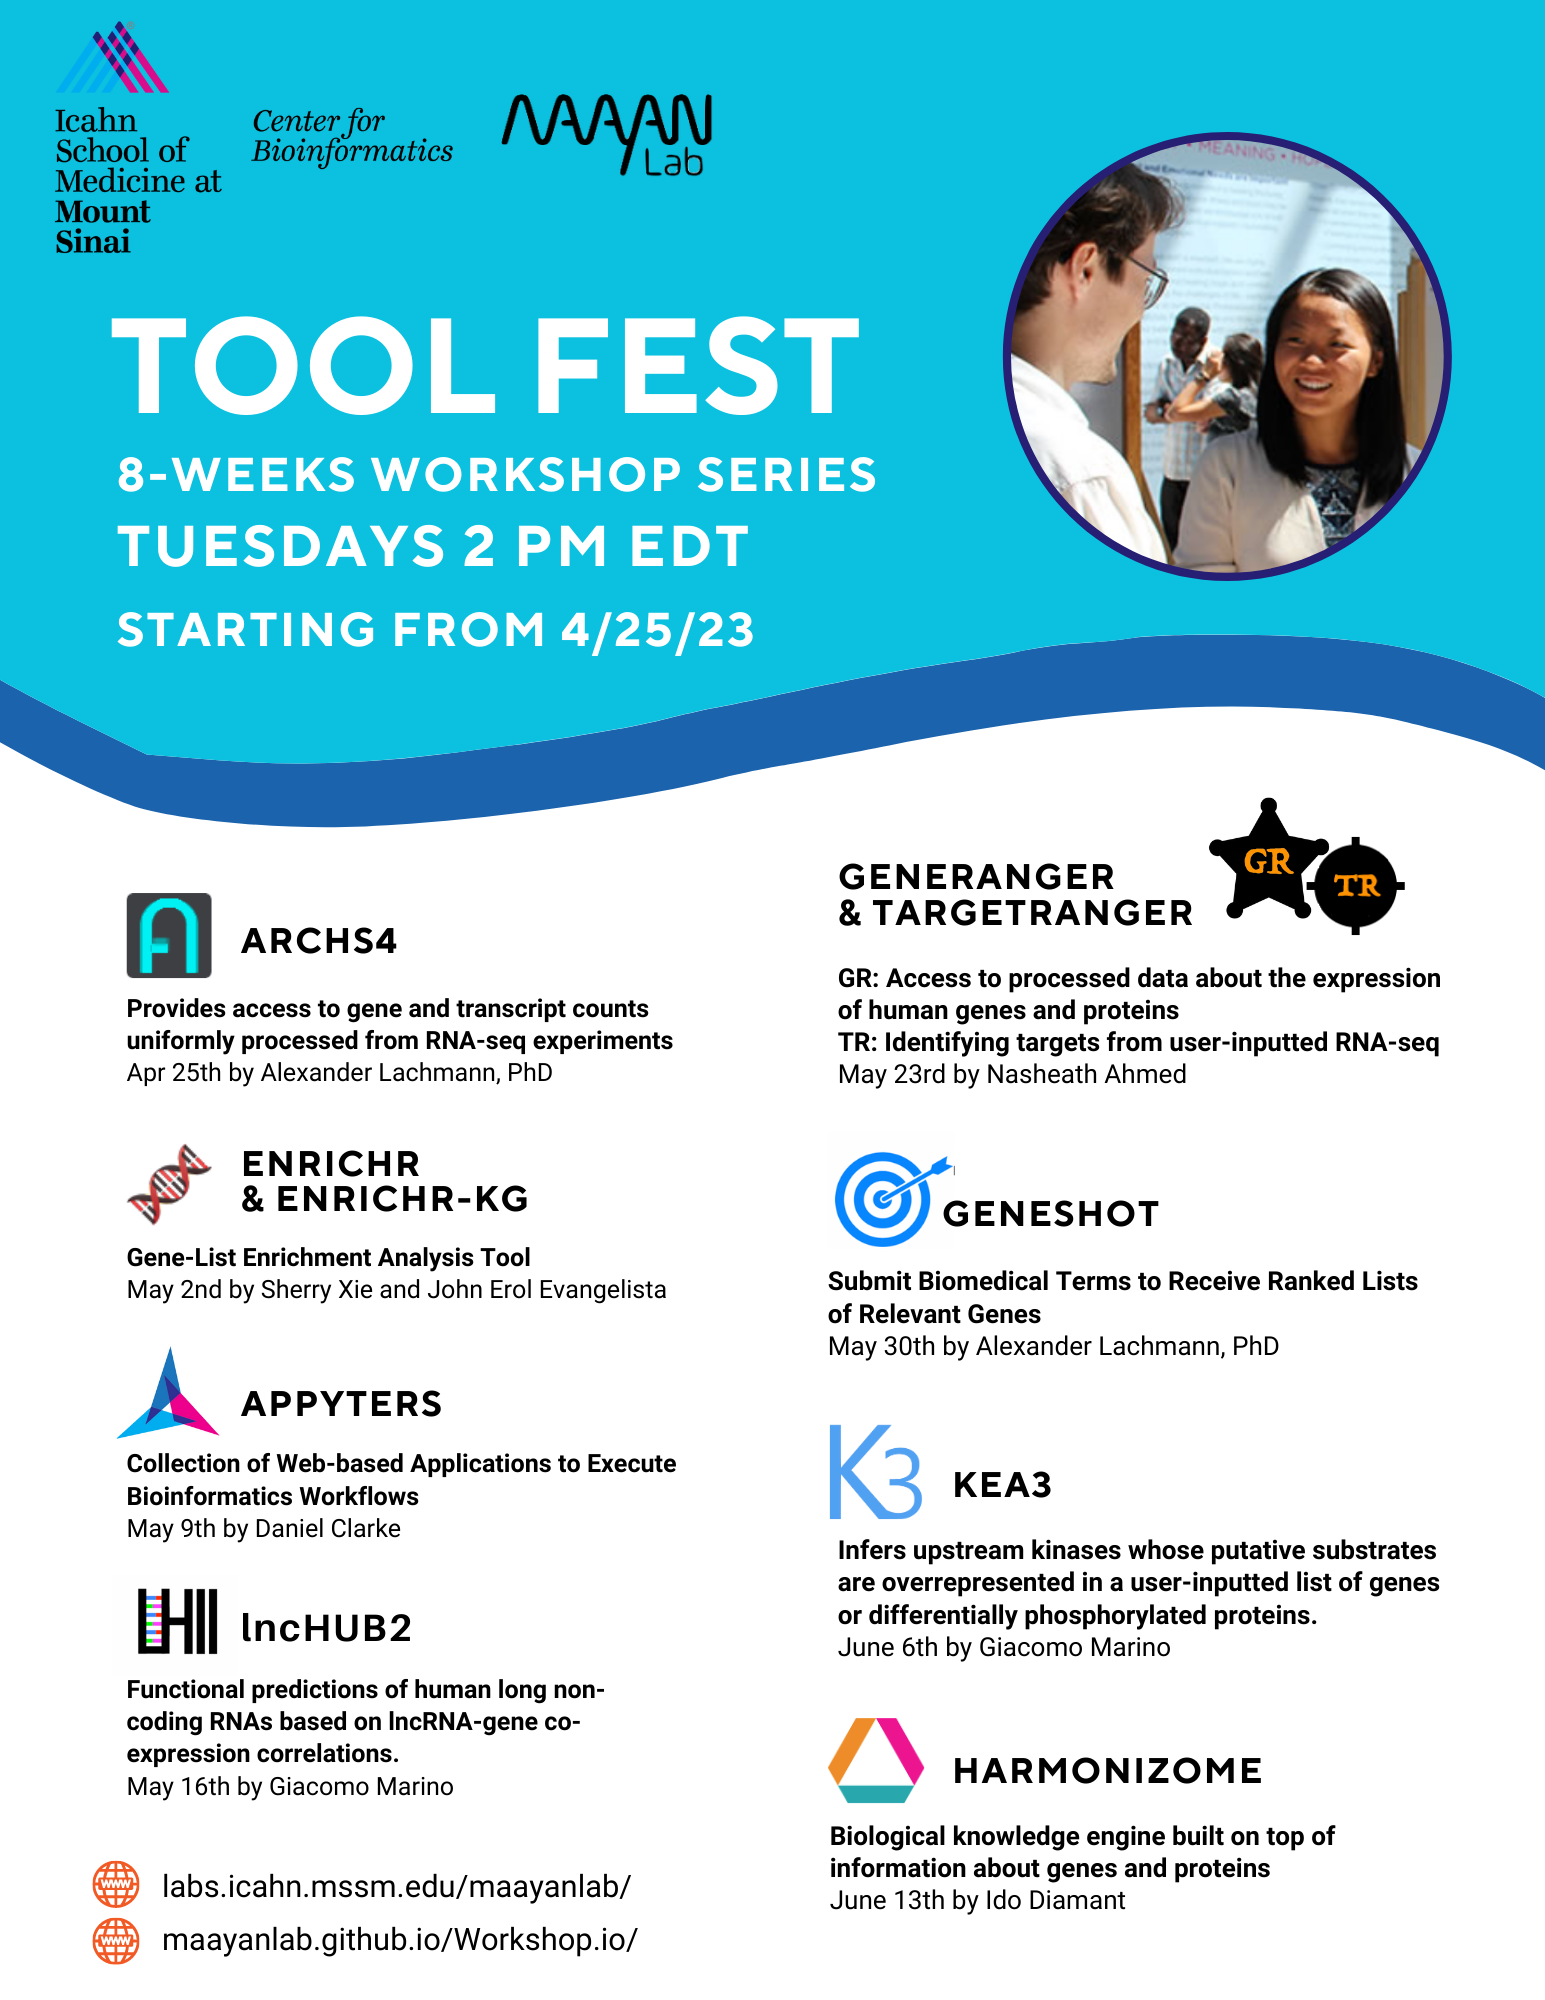 Icahn
School of
Medicine at
Mount
Sinai
Center for
Bioinformatics
MAAYAN
Lab
MEANING • HO
and Emotional Needs are Important
TOOL FEST
8-WEEKS WORKSHOP SERIES
TUESDAYS 2 PM EDT
STARTING FROM 4/25/23
ARCHS4
Provides access to gene and transcript counts
uniformly processed from RNA-seq experiments
Apr 25th by Alexander Lachmann, PhD
ENRICHR
& ENRICHR-KG
Gene-List Enrichment Analysis Tool
May 2nd by Sherry Xie and John Erol Evangelista
APPYTERS
Collection of Web-based Applications to Execute
Bioinformatics Workflows
May 9th by Daniel Clarke
lncHUB2
Functional predictions of human long non-
coding RNAs based on lncRNA-gene co-
expression correlations.
May 16th by Giacomo Marino
GENERANGER
& TARGETRANGER
GR
TR
GR: Access to processed data about the expression
of human genes and proteins
TR: Identifying targets from user-inputted RNA-seq
May 23rd by Nasheath Ahmed
GENESHOT
Submit Biomedical Terms to Receive Ranked Lists
of Relevant Genes
May 30th by Alexander Lachmann, PhD
K3
KEA3
Infers upstream kinases whose putative substrates
are overrepresented in a user-inputted list of genes
or differentially phosphorylated proteins.
June 6th by Giacomo Marino
HARMONIZOME
Biological knowledge engine built on top of
information about genes and proteins
June 13th by Ido Diamant
www
labs.icahn.mssm.edu/maayanlab/
www
maayanlab.github.io/Workshop.io/